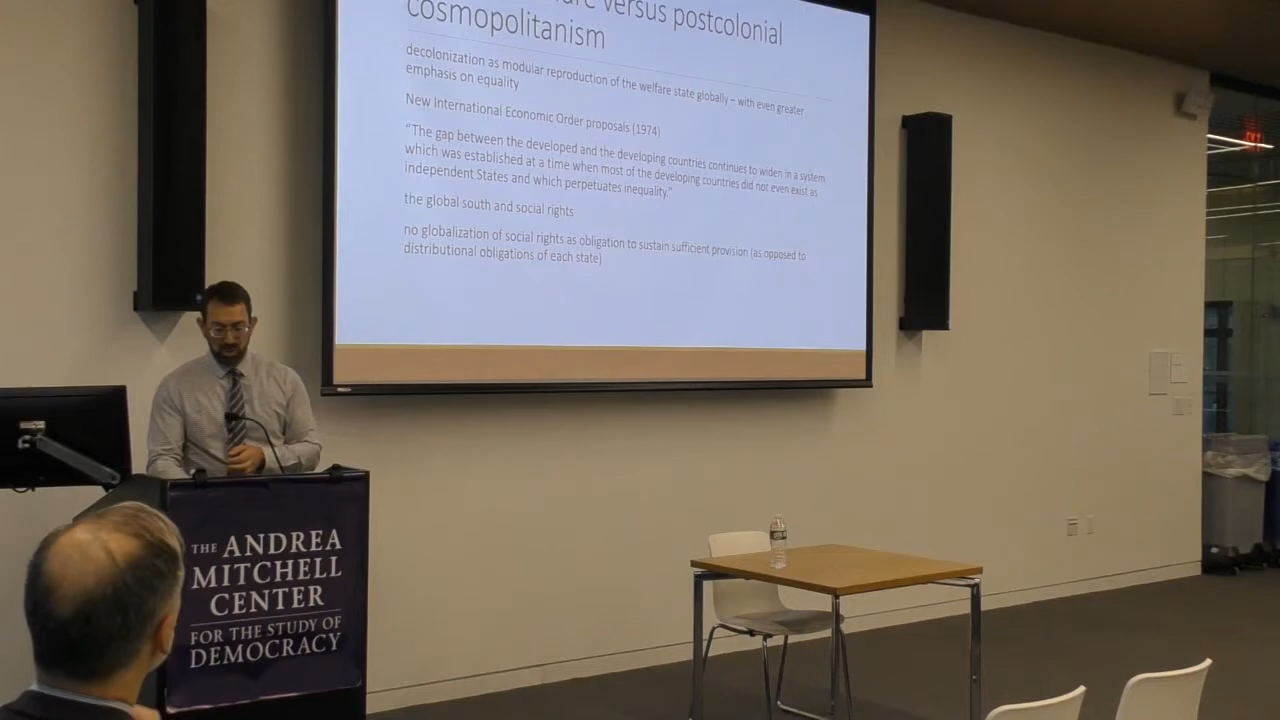 versus postcolonial
cosmopolitanism
decolonization as modular reproduction of the welfare state globally – with even greater
emphasis on equality
New International Economic Order proposals (1974)
“The gap between the developed and the developing countries continues to widen in a system
which was established at a time when most of the developing countries did not even exist as
independent States and which perpetuates inequality.”
the global south and social rights
no globalization of social rights as obligation to sustain sufficient provision (as opposed to
distributional obligations of each state)
THE ANDREA
MITCHELL
CENTER
FOR THE STUDY OF
DEMOCRACY
EXIT